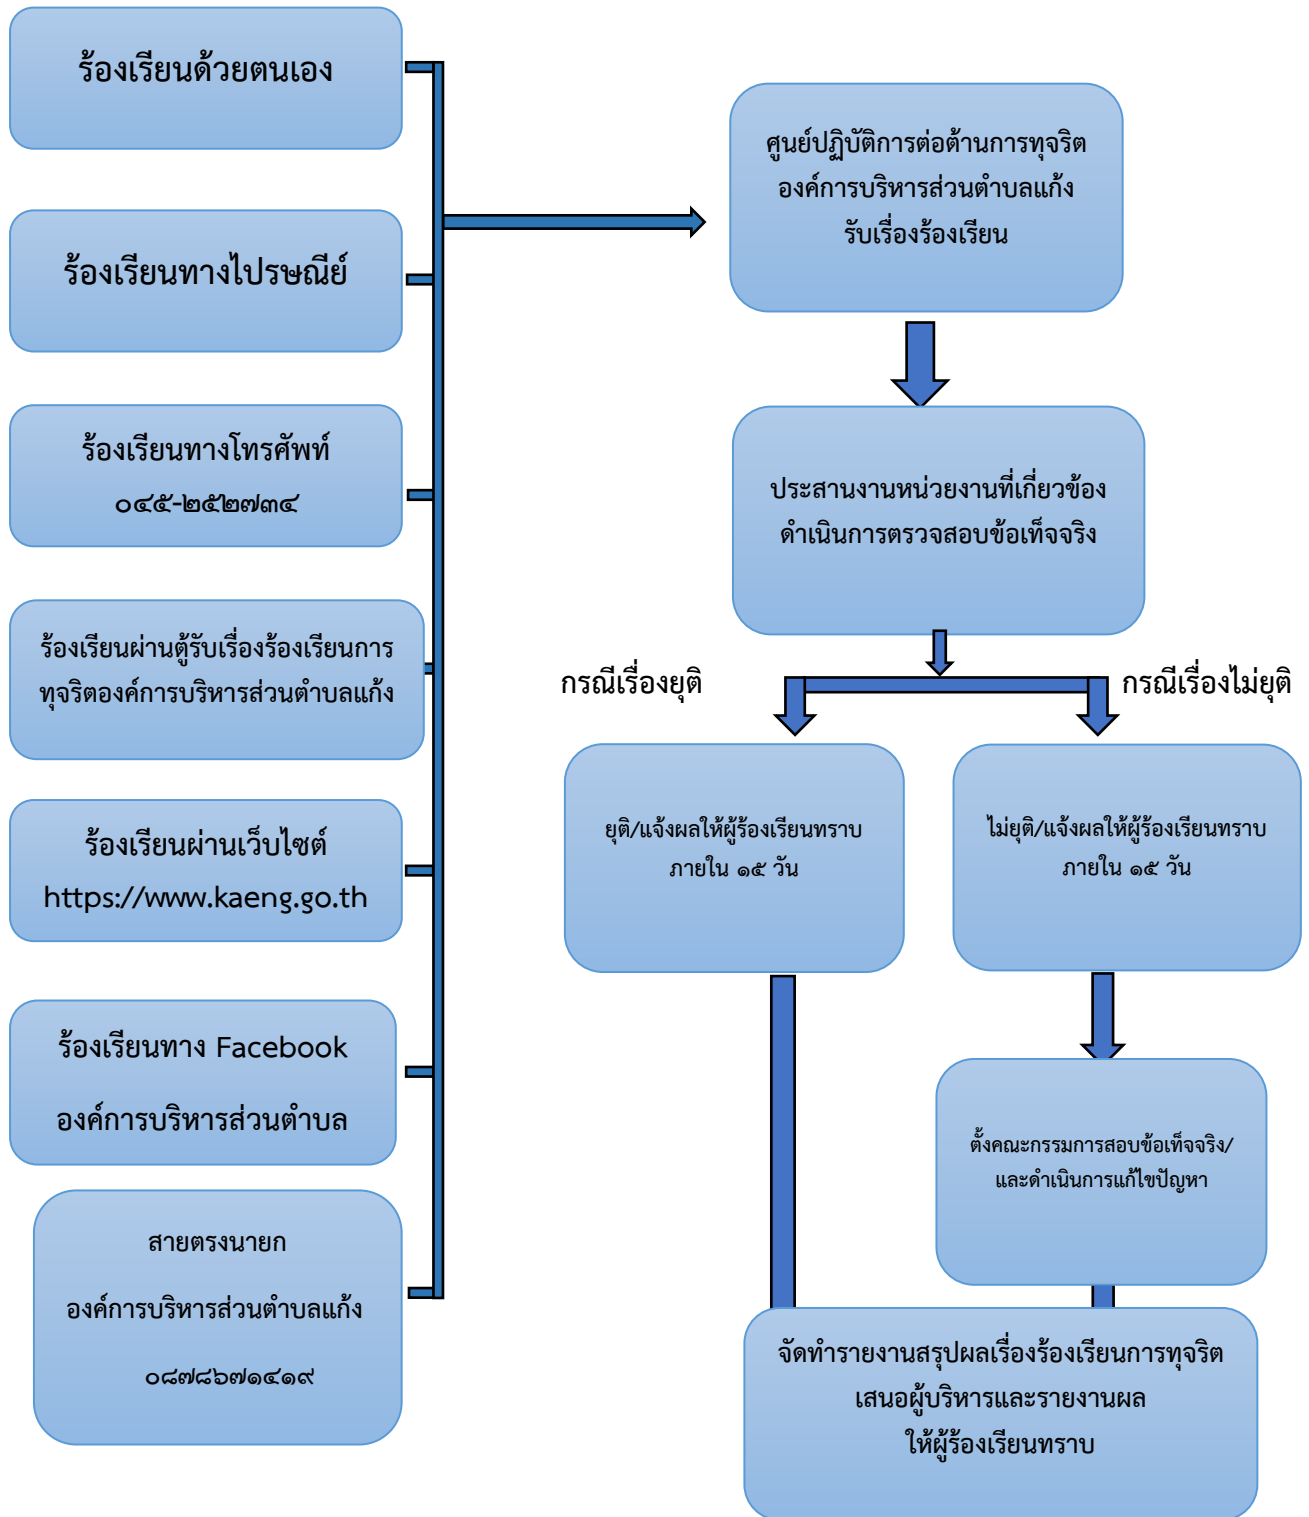 ร้องเรียนด้วยตนเอง
ร้องเรียนทางไปรษณีย์
ร้องเรียนทางโทรศัพท์
๐๔๕-๒๕๒๗๓๔
ร้องเรียนผ่านตู้รับเรื่องร้องเรียนการ
ทุจริตองค์การบริหารส่วนตำบลแก้ง
ร้องเรียนผ่านเว็บไซต์
https://www.kaeng.go.th
ร้องเรียนทาง Facebook
องค์การบริหารส่วนตำบล
สายตรงนายก
องค์การบริหารส่วนตำบลแก้ง
๐๘๗๘๖๗๑๔๑๙
ศูนย์ปฏิบัติการต่อต้านการทุจริต
องค์การบริหารส่วนตำบลแก้ง
รับเรื่องร้องเรียน
ประสานงานหน่วยงานที่เกี่ยวข้อง
ดำเนินการตรวจสอบข้อเท็จจริง
กรณีเรื่องยุติ
กรณีเรื่องไม่ยุติ
ยุติ/แจ้งผลให้ผู้ร้องเรียนทราบ
ภายใน ๑๕ วัน
ไม่ยุติ/แจ้งผลให้ผู้ร้องเรียนทราบ
ภายใน ๑๕ วัน
ตั้งคณะกรรมการสอบข้อเท็จจริง/
และดำเนินการแก้ไขปัญหา
จัดทำรายงานสรุปผลเรื่องร้องเรียนการทุจริต
เสนอผู้บริหารและรายงานผล
ให้ผู้ร้องเรียนทราบ